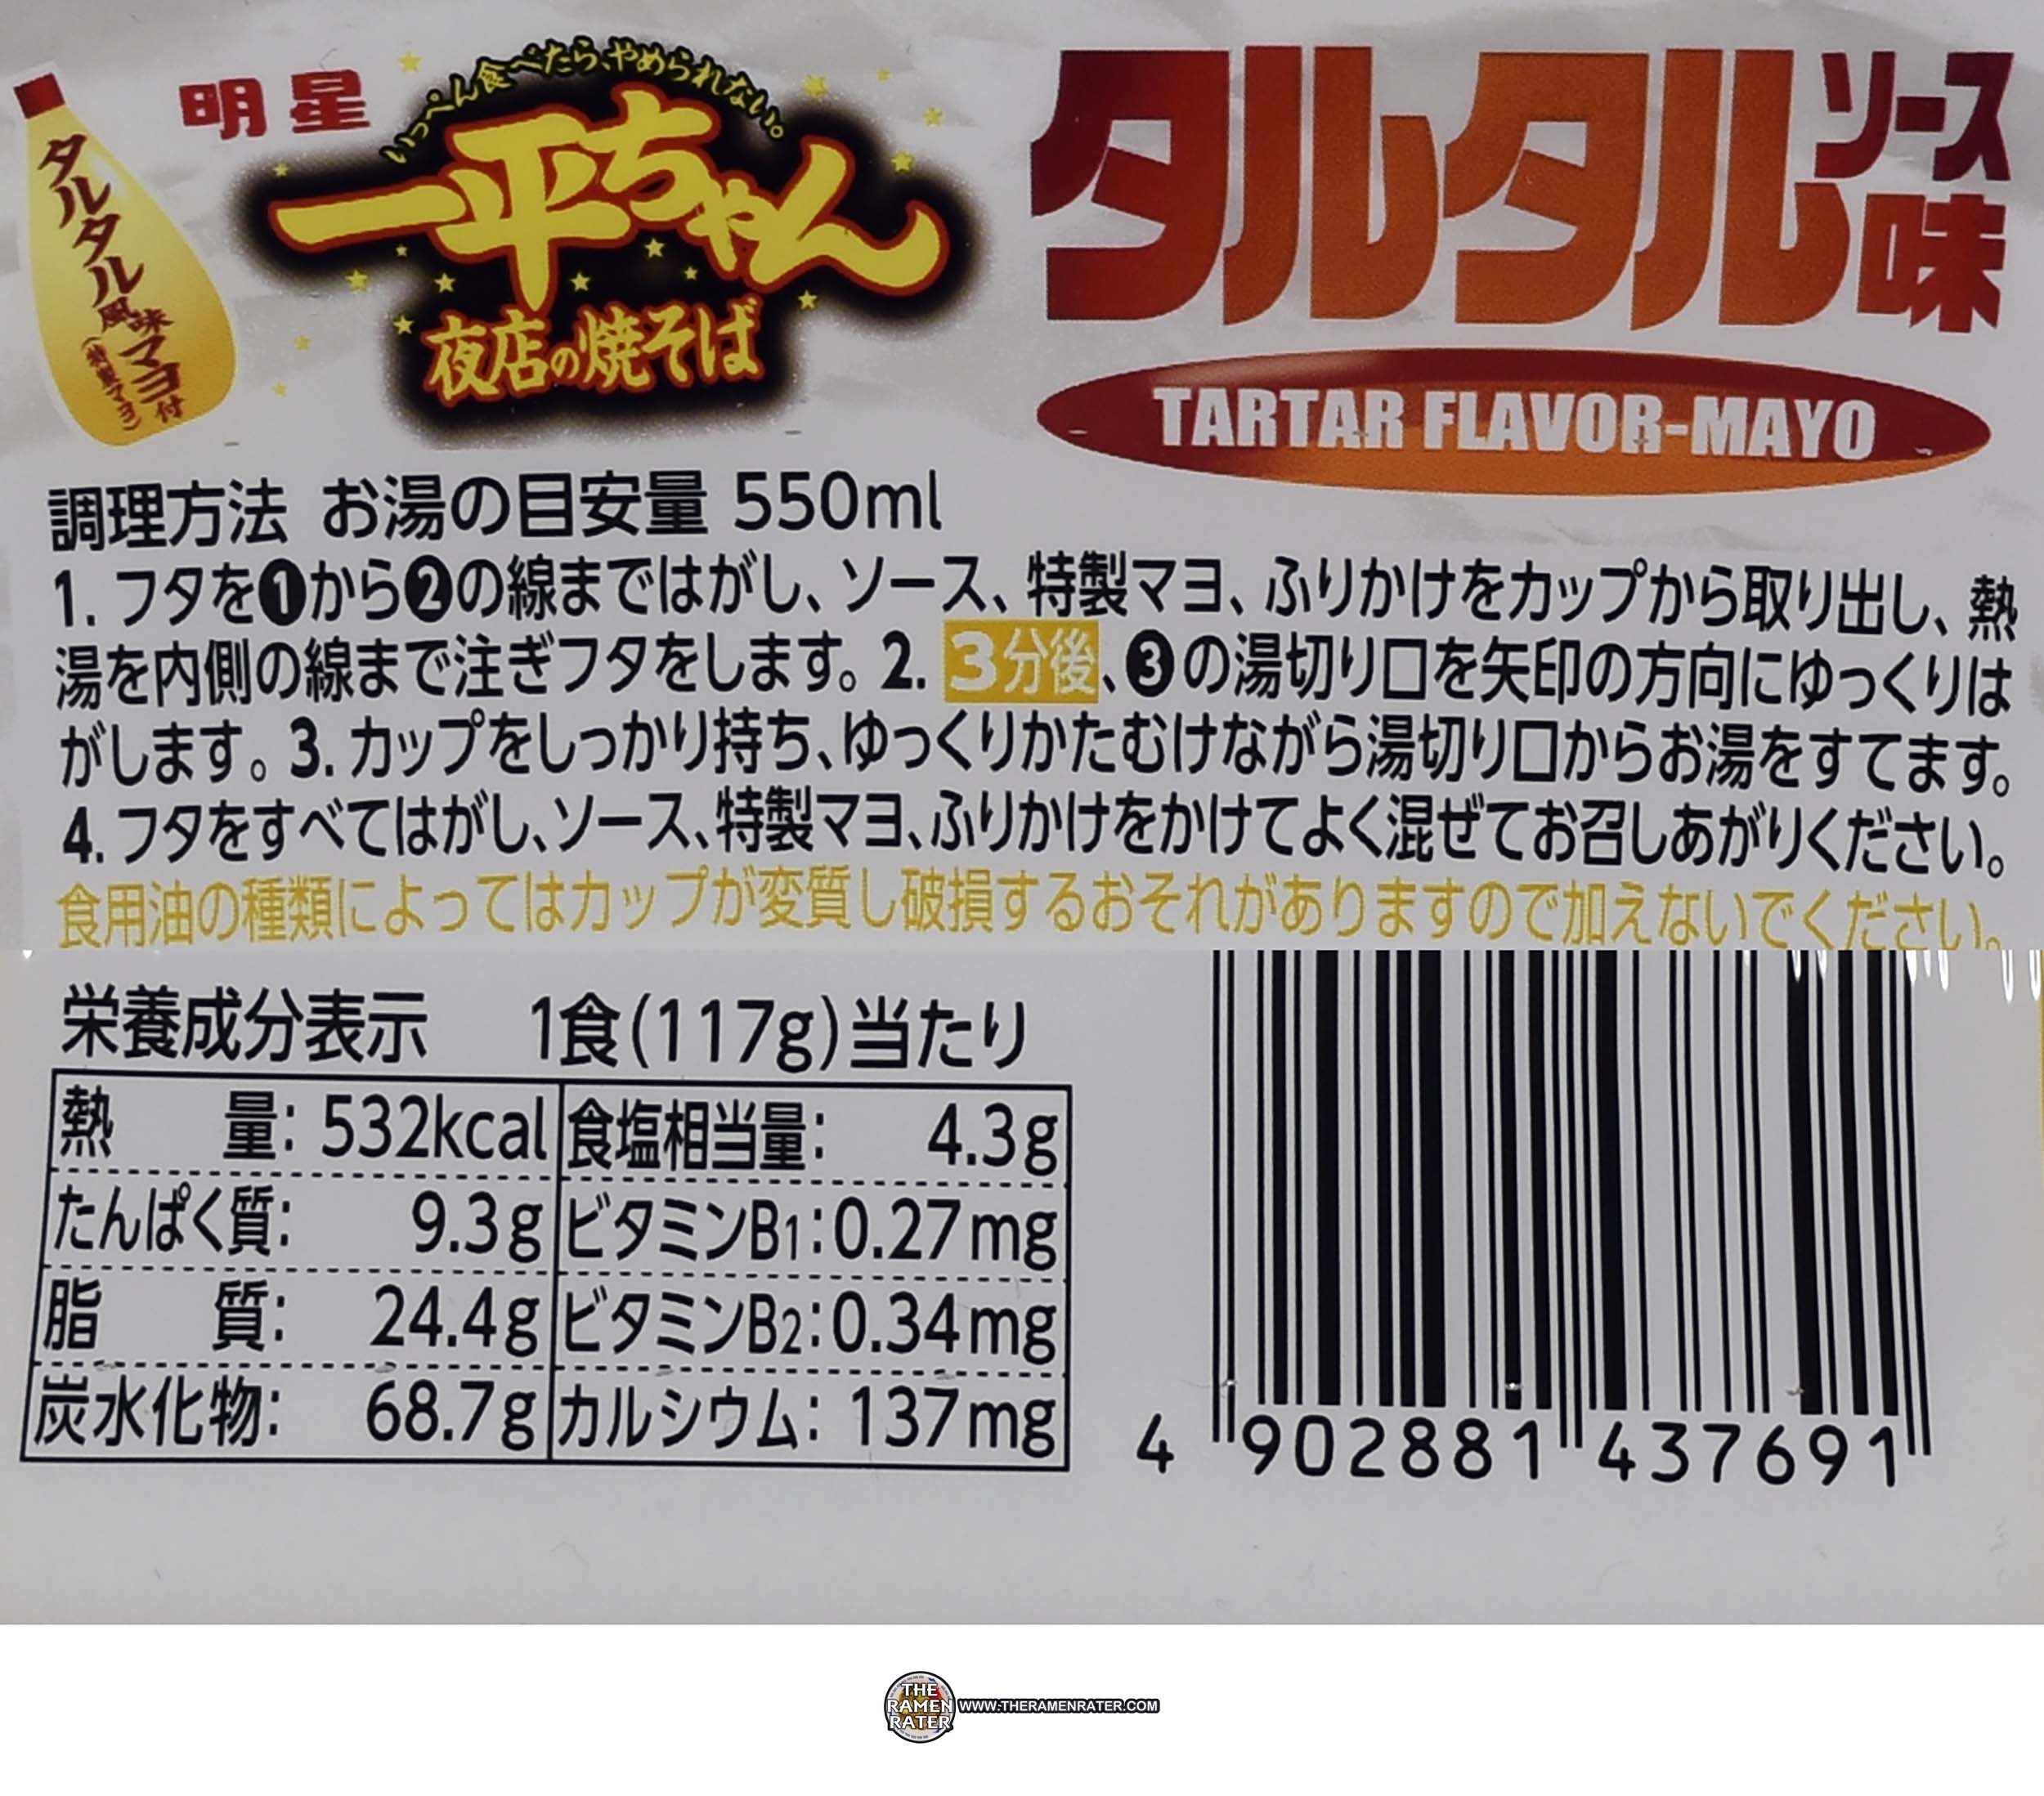 明星
いっぺん食べたら、やめられない。
一平ちゃん
夜店の焼そば
タルタル風味マヨ付
(特製マヨ)
タルタルソース味
TARTAR FLAVOR-MAYO
調理方法 お湯の目安量 550ml
1. フタを❶から❷の線まではがし、ソース、特製マヨ、ふりかけをカップから取り出し、熱
湯を内側の線まで注ぎフタをします。2. 3分後、❸の湯切り口を矢印の方向にゆっくりは
がします。3. カップをしっかり持ち、ゆっくりかたむけながら湯切り口からお湯をすてます。
4. フタをすべてはがし、ソース、特製マヨ、ふりかけをかけてよく混ぜてお召しあがりください。
食用油の種類によってはカップが変質し破損するおそれがありますので加えないでください。
栄養成分表示 1食(117g)当たり
熱量: 532kcal 食塩相当量: 4.3g
たんぱく質: 9.3g ビタミンB1:0.27mg
脂質: 24.4g ビタミンB2:0.34mg
炭水化物: 68.7g カルシウム: 137mg
4 902881 437691
THE RAMEN RATER
WWW.THERAMENRATER.COM